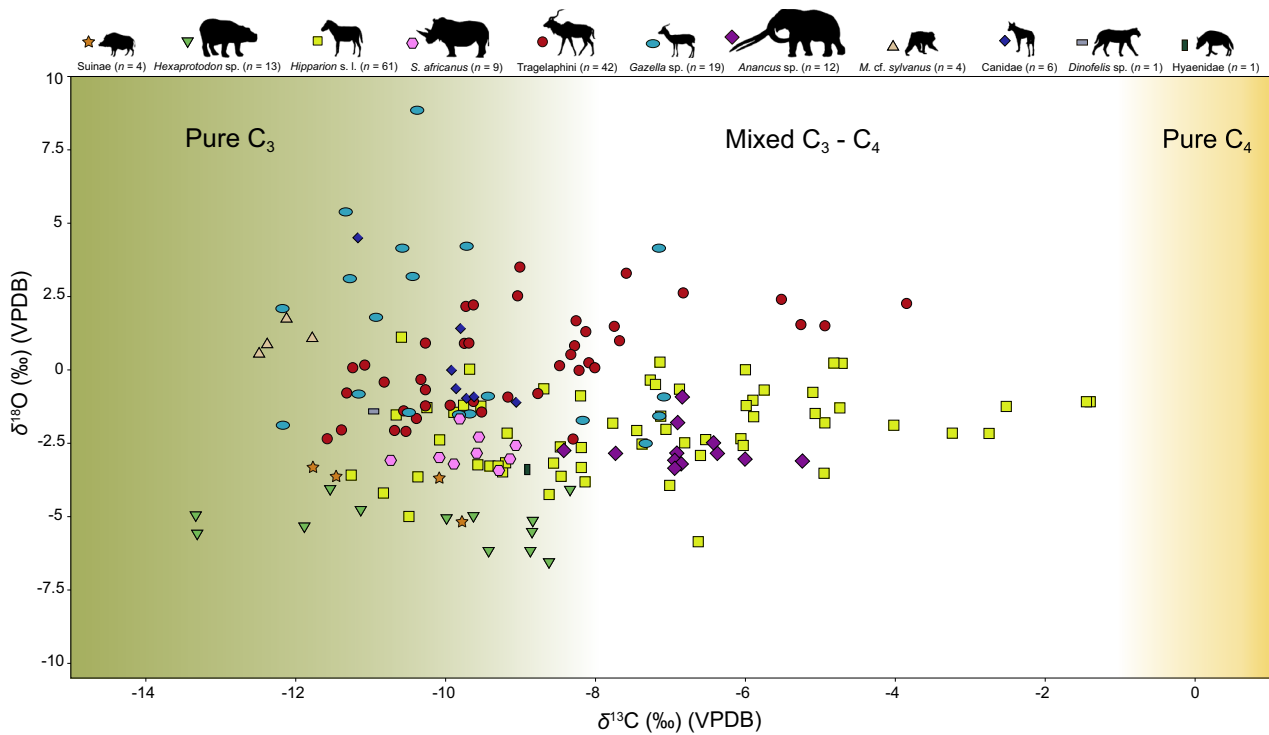 Suinae (n = 4) Hexaprotodon sp. (n = 13) Hipparion s. l. (n = 61) S. africanus (n = 9) Tragelaphini (n = 42) Gazella sp. (n = 19) Anancus sp. (n = 12) M. cf. sylvanus (n = 4) Canidae (n = 6) Dinofelis sp. (n = 1) Hyaenidae (n = 1)
10
Pure C₃ Mixed C₃ - C₄ Pure C₄
7.5
5
2.5
0
-2.5
-5
-7.5
-10
δ¹⁸O (‰) (VPDB)
-14 -12 -10 -8 -6 -4 -2 0
δ¹³C (‰) (VPDB)